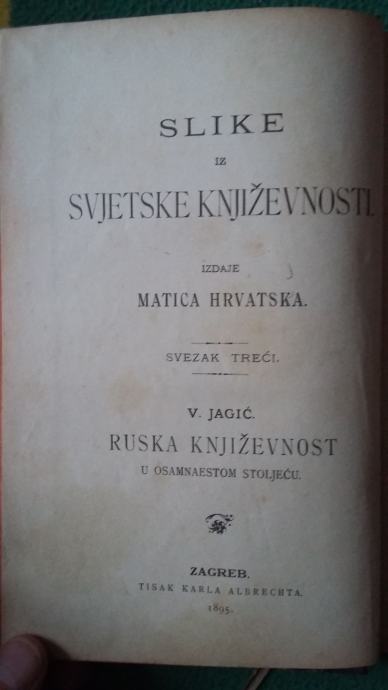 SLIKE
IZ
SVJETSKE KNJIŽEVNOSTI.
IZDAJE
MATICA HRVATSKA.
SVEZAK TREĆI.
V. JAGIĆ.
RUSKA KNJIŽEVNOST
U OSAMNAESTOM STOLJEĆU.
ZAGREB.
TISAK KARLA ALBRECHTA.
1895.